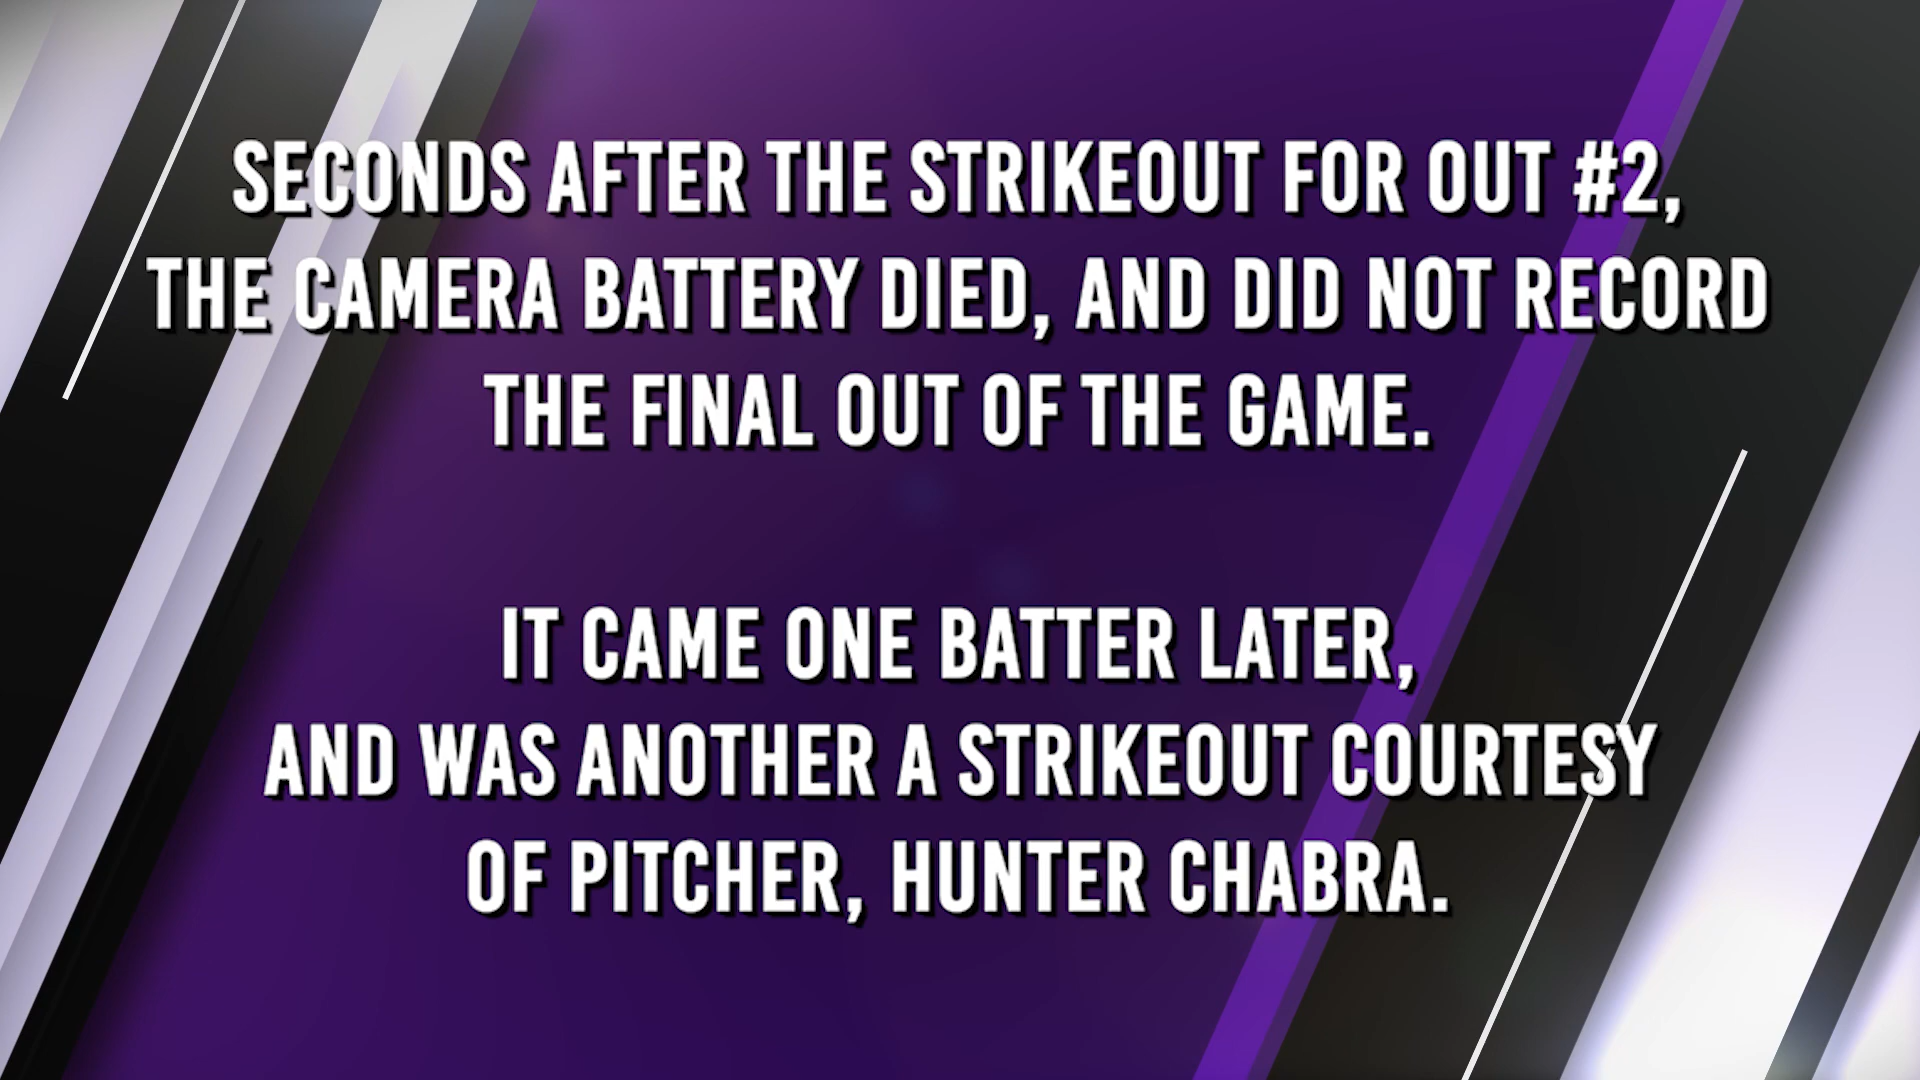 SECONDS AFTER THE STRIKEOUT FOR OUT #2,
THE CAMERA BATTERY DIED, AND DID NOT RECORD
THE FINAL OUT OF THE GAME.
IT CAME ONE BATTER LATER,
AND WAS ANOTHER A STRIKEOUT COURTESY
OF PITCHER, HUNTER CHABRA.